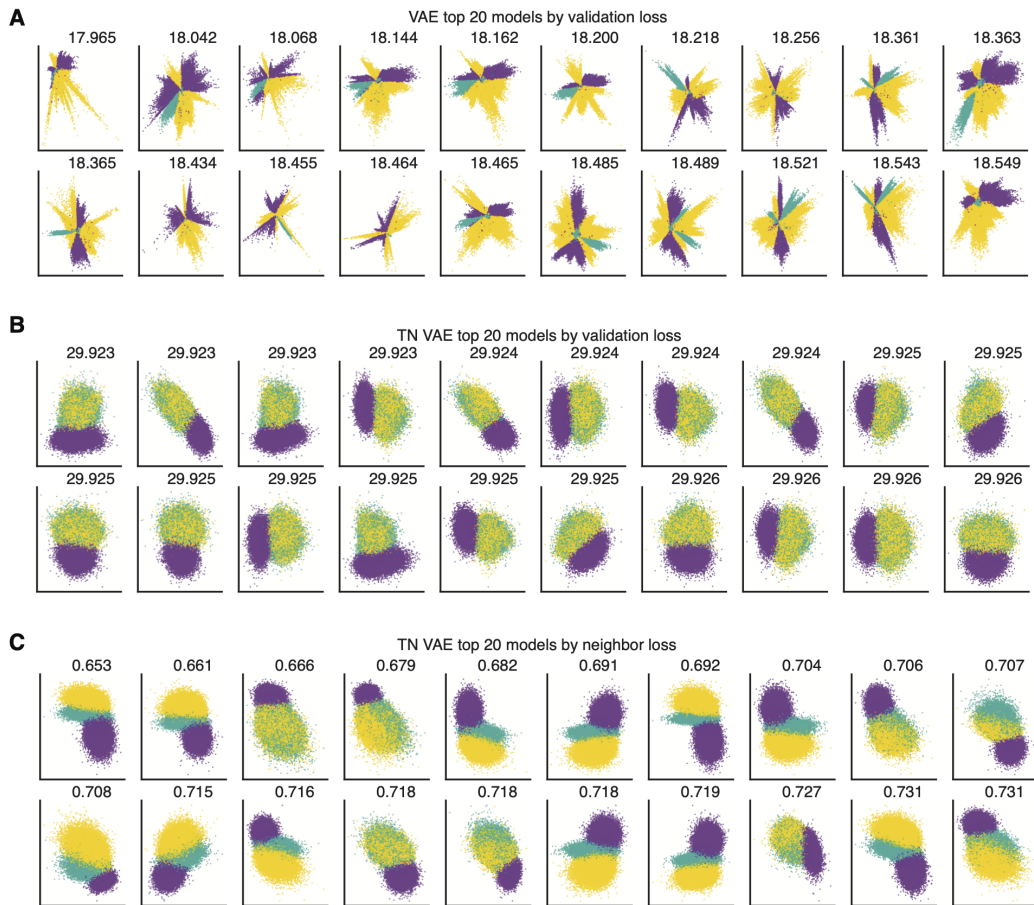 A
VAE top 20 models by validation loss
17.965 18.042 18.068 18.144 18.162 18.200 18.218 18.256 18.361 18.363
18.365 18.434 18.455 18.464 18.465 18.485 18.489 18.521 18.543 18.549
B
TN VAE top 20 models by validation loss
29.923 29.923 29.923 29.923 29.924 29.924 29.924 29.924 29.925 29.925
29.925 29.925 29.925 29.925 29.925 29.925 29.926 29.926 29.926 29.926
C
TN VAE top 20 models by neighbor loss
0.653 0.661 0.666 0.679 0.682 0.691 0.692 0.704 0.706 0.707
0.708 0.715 0.716 0.718 0.718 0.718 0.719 0.727 0.731 0.731